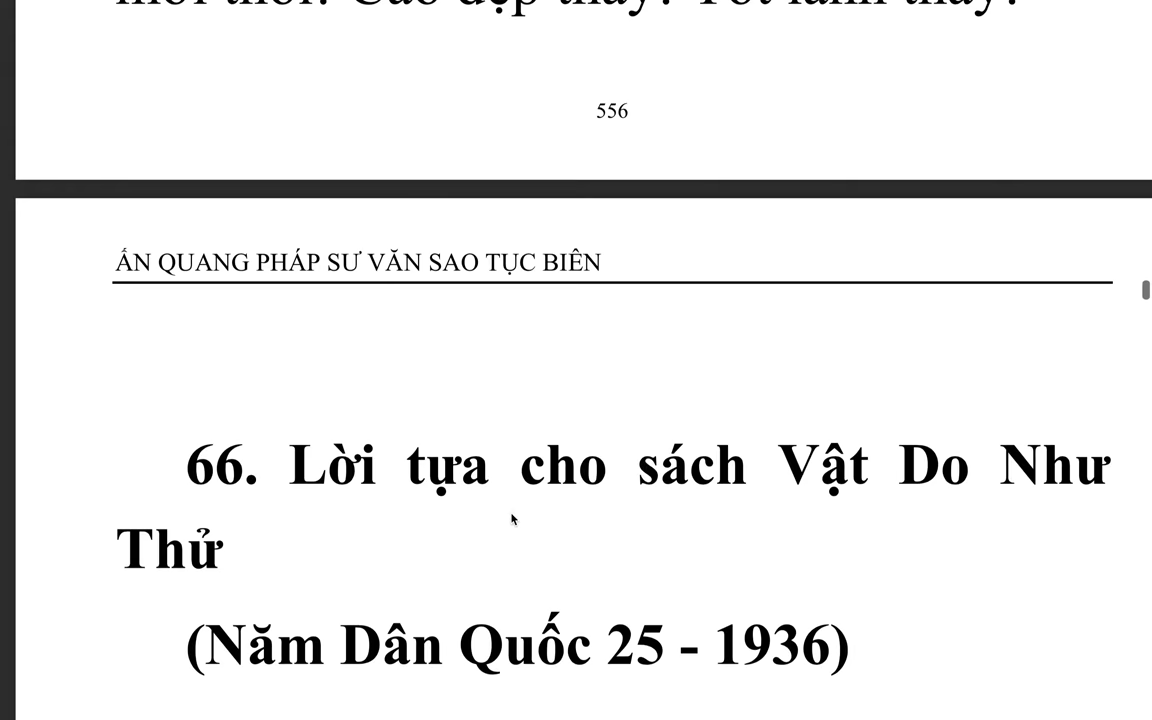 556
ẤN QUANG PHÁP SƯ VĂN SAO TỤC BIÊN
66. Lời tựa cho sách Vật Do Như
Thử
(Năm Dân Quốc 25 - 1936)